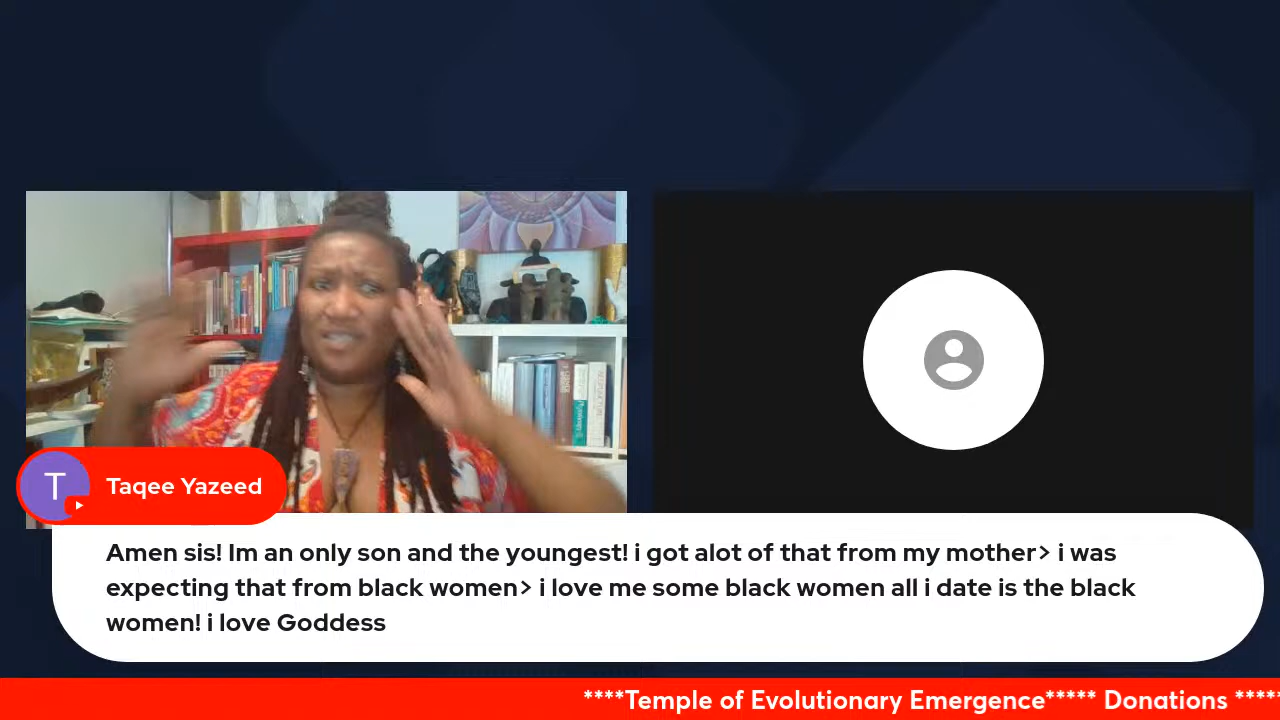 Taqee Yazeed
Amen sis! Im an only son and the youngest! i got alot of that from my mother> i was
expecting that from black women> i love me some black women all i date is the black
women! i love Goddess
****Temple of Evolutionary Emergence***** Donations *****